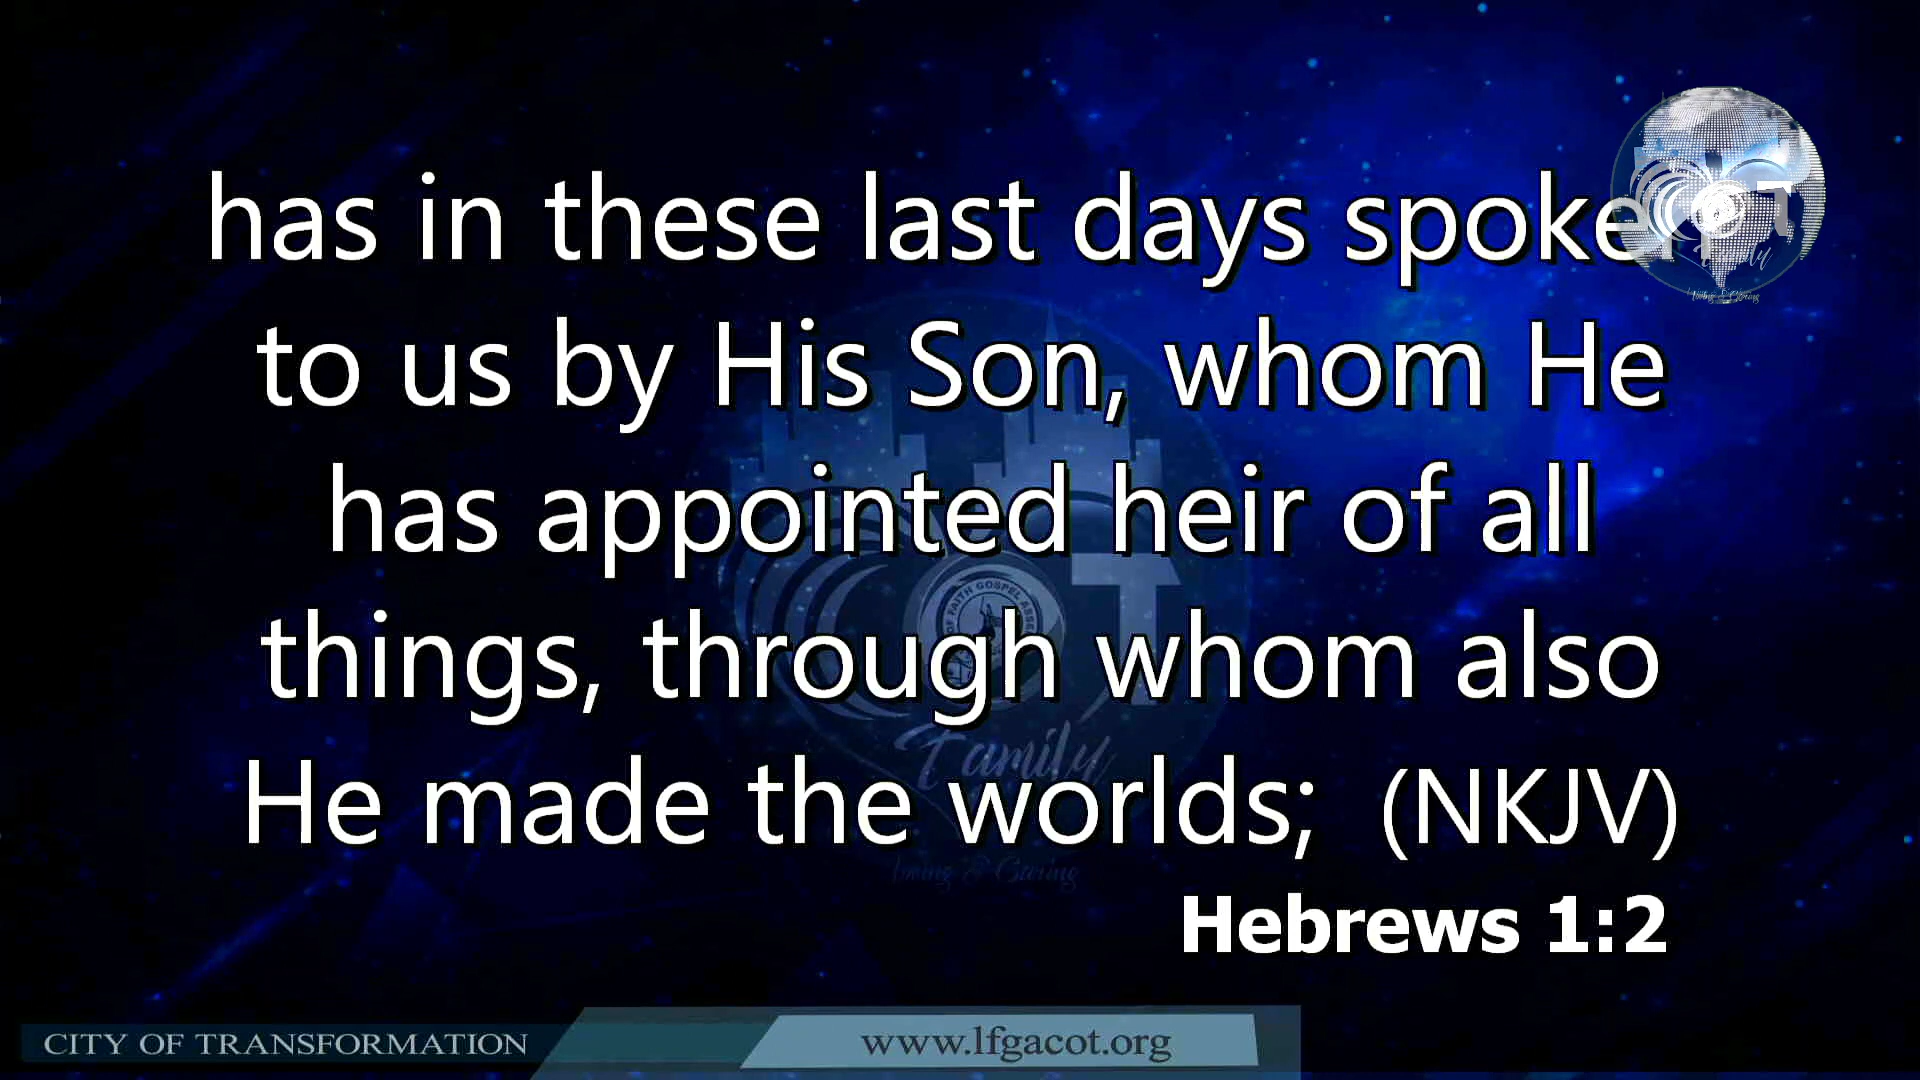 has in these last days spoken
to us by His Son, whom He
has appointed heir of all
things, through whom also
He made the worlds; (NKJV)
Hebrews 1:2
Family
CITY OF TRANSFORMATION
www.lfgacot.org